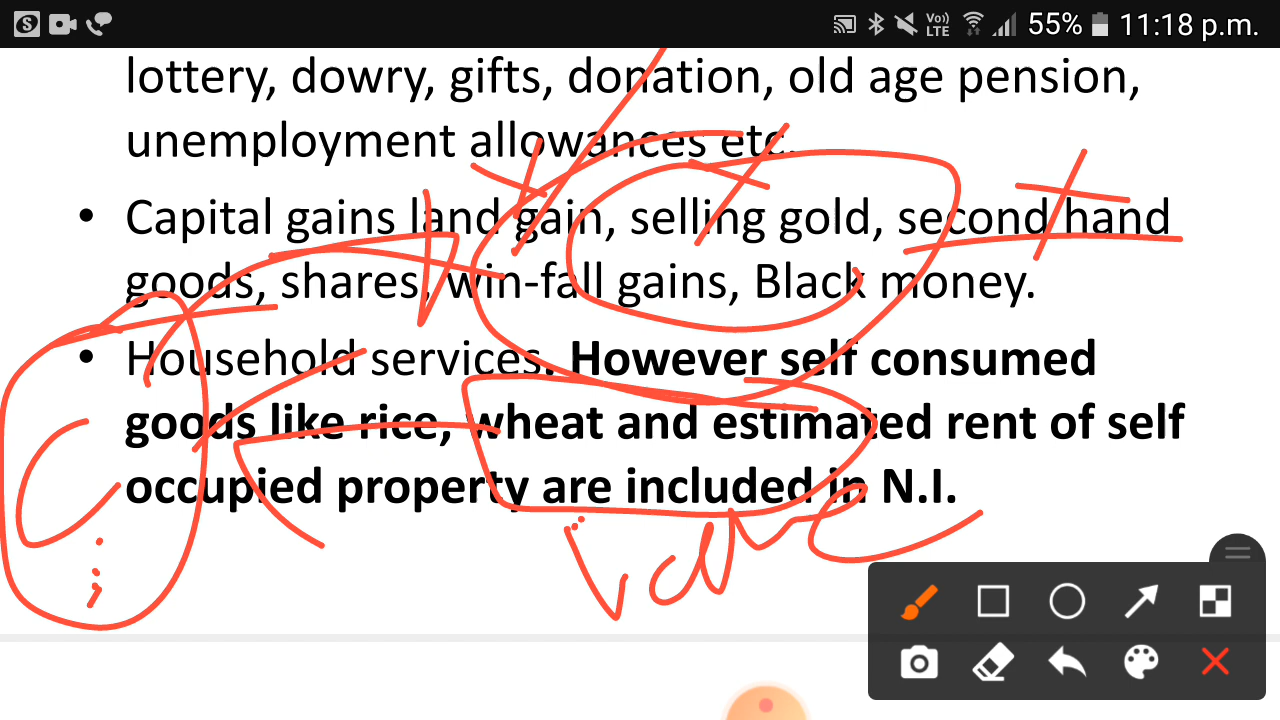 Vo)) LTE 55% 11:18 p.m.
lottery, dowry, gifts, donation, old age pension,
unemployment allowances etc.
• Capital gains land gain, selling gold, second hand
goods, shares, win-fall gains, Black money.
• Household services. However self consumed
goods like rice, wheat and estimated rent of self
occupied property are included in N.I.